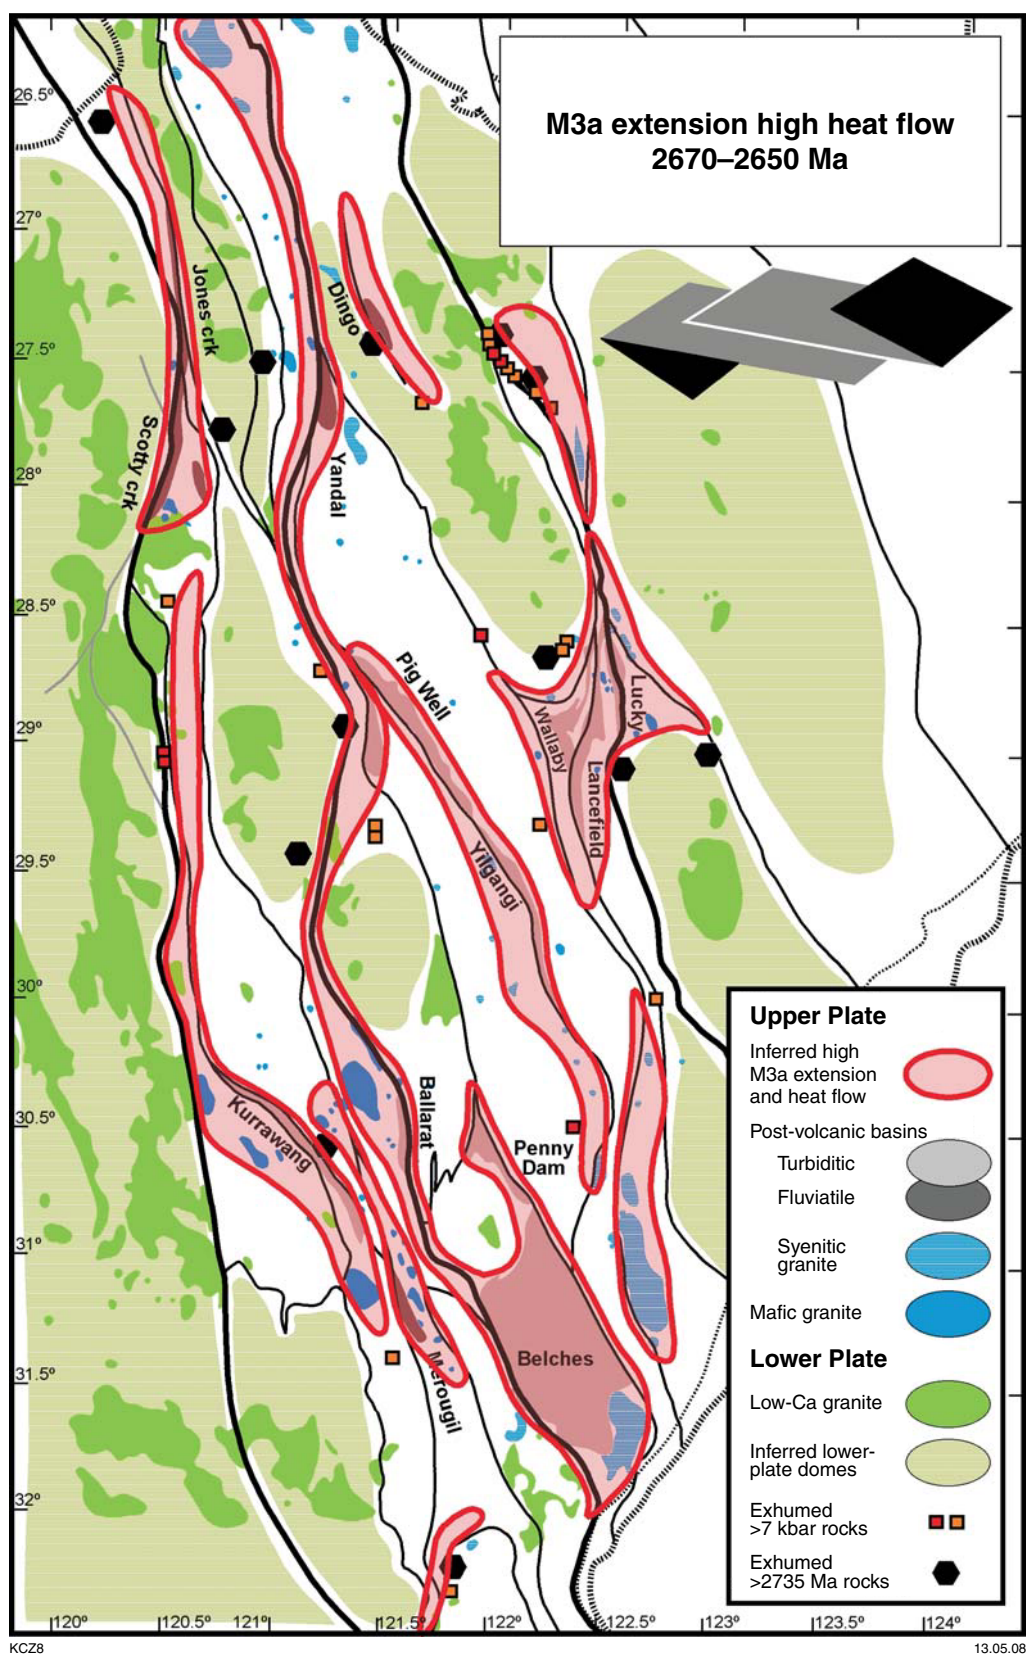 M3a extension high heat flow
2670–2650 Ma
26.5°
27°
27.5°
28°
28.5°
29°
29.5°
30°
30.5°
31°
31.5°
32°
Jones crk
Dingo
Scotty crk
Yandal
Pig Well
Lucky
Wallaby
Lancefield
Yilgangi
Ballarat
Kurrawang
Penny
Dam
Belches
Merougil
Upper Plate
Inferred high
M3a extension
and heat flow
Post-volcanic basins
Turbiditic
Fluviatile
Syenitic
granite
Mafic granite
Lower Plate
Low-Ca granite
Inferred lower-
plate domes
Exhumed
>7 kbar rocks
Exhumed
>2735 Ma rocks
120° 120.5° 121° 121.5° 122° 122.5° 123° 123.5° 124°
KCZ8 13.05.08